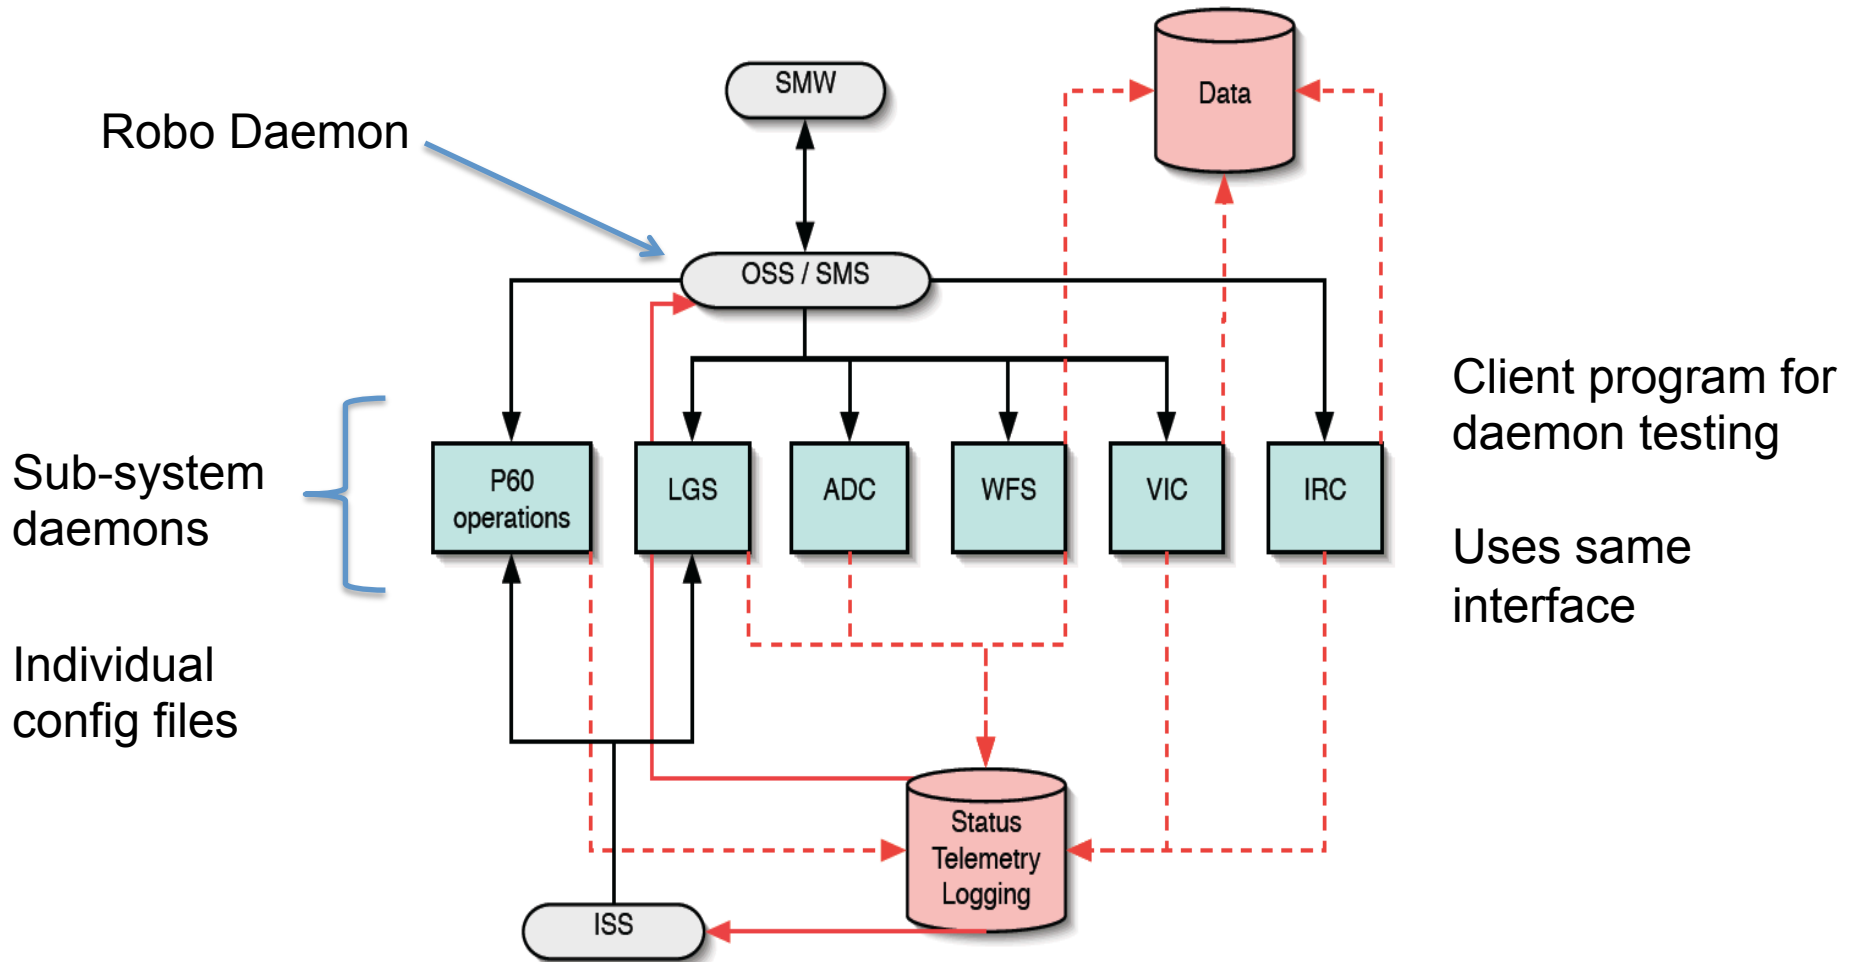 SMW
Data
Robo Daemon
OSS / SMS
Client program for
daemon testing
Sub-system
daemons
P60
operations
LGS
ADC
WFS
VIC
IRC
Uses same
interface
Individual
config files
Status
Telemetry
Logging
ISS